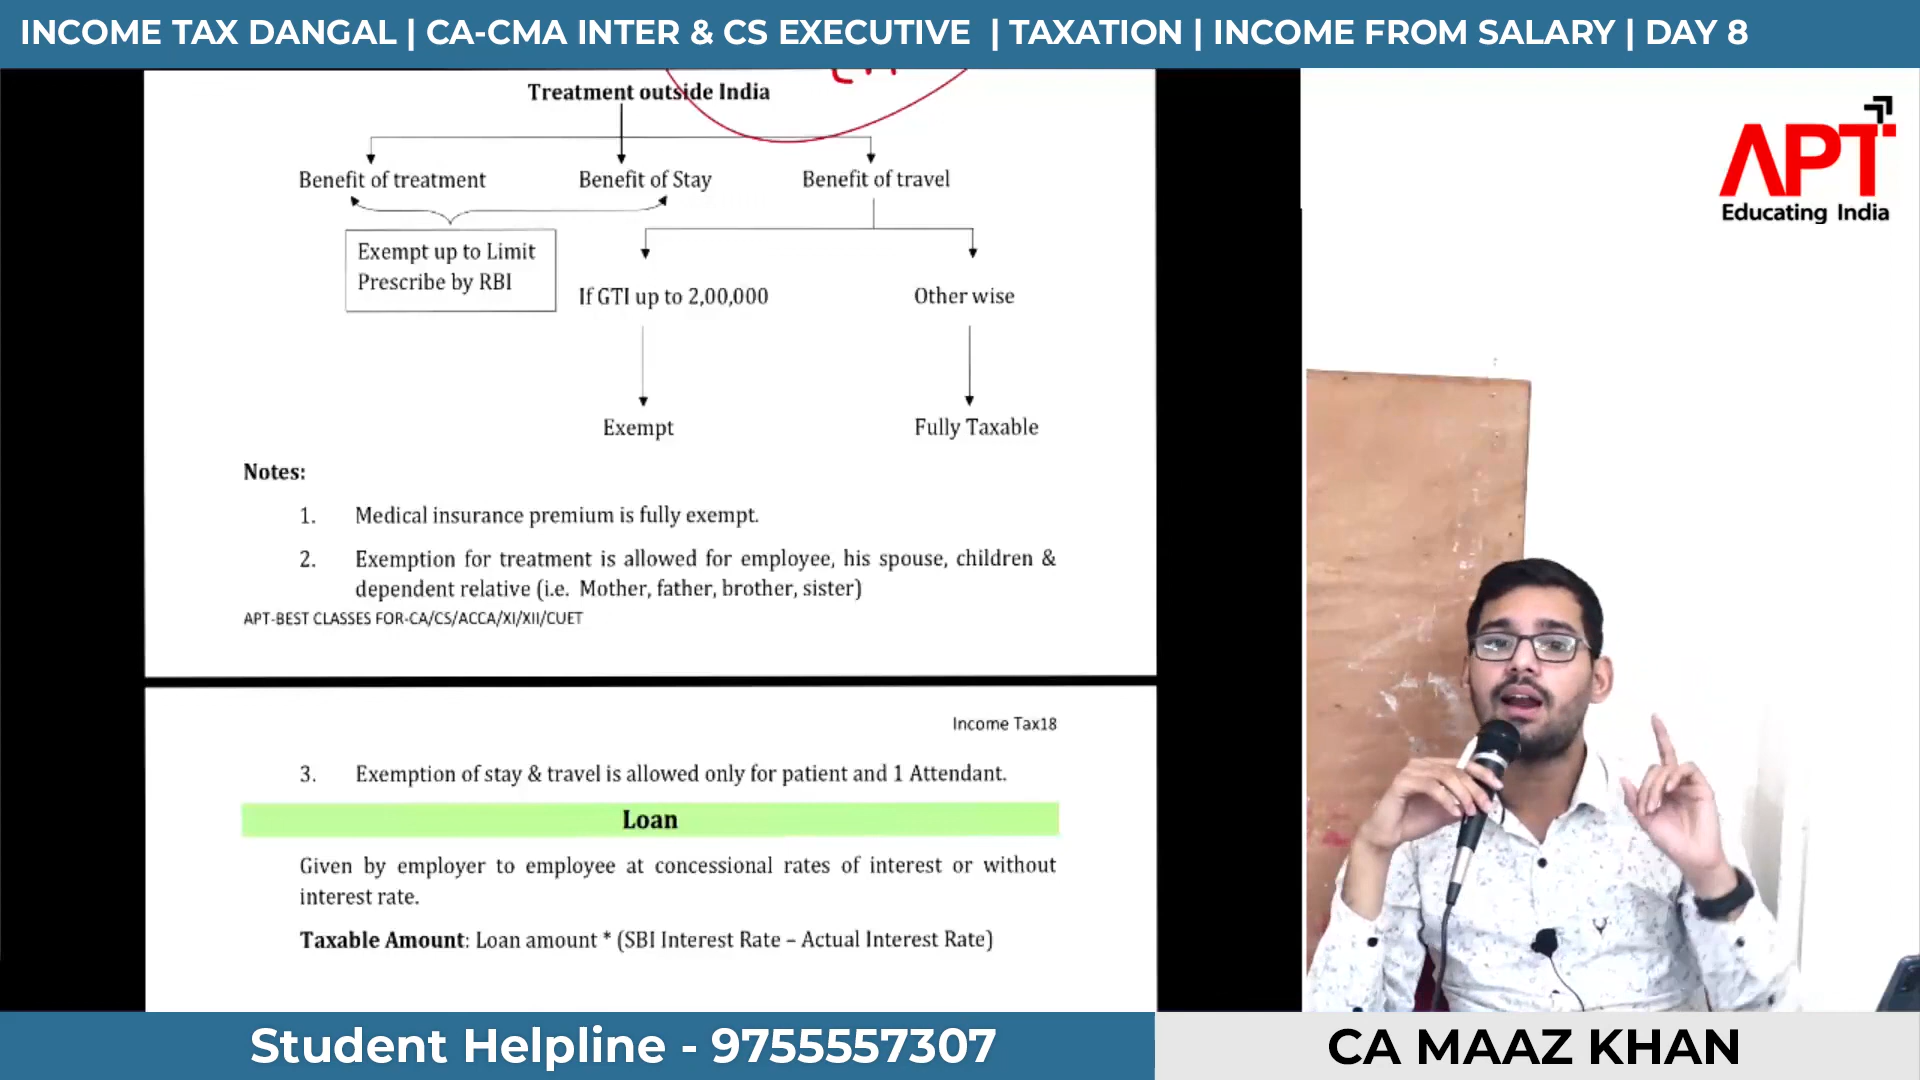 INCOME TAX DANGAL | CA-CMA INTER & CS EXECUTIVE | TAXATION | INCOME FROM SALARY | DAY 8
Treatment outside India
Benefit of treatment
Benefit of Stay
Benefit of travel
Exempt up to Limit
Prescribe by RBI
If GTI up to 2,00,000
Other wise
Exempt
Fully Taxable
Notes:
1. Medical insurance premium is fully exempt.
2. Exemption for treatment is allowed for employee, his spouse, children &
dependent relative (i.e. Mother, father, brother, sister)
APT-BEST CLASSES FOR-CA/CS/ACCA/XI/XII/CUET
Income Tax18
3. Exemption of stay & travel is allowed only for patient and 1 Attendant.
Loan
Given by employer to employee at concessional rates of interest or without
interest rate.
Taxable Amount: Loan amount * (SBI Interest Rate – Actual Interest Rate)
APT
Educating India
Student Helpline - 9755557307
CA MAAZ KHAN